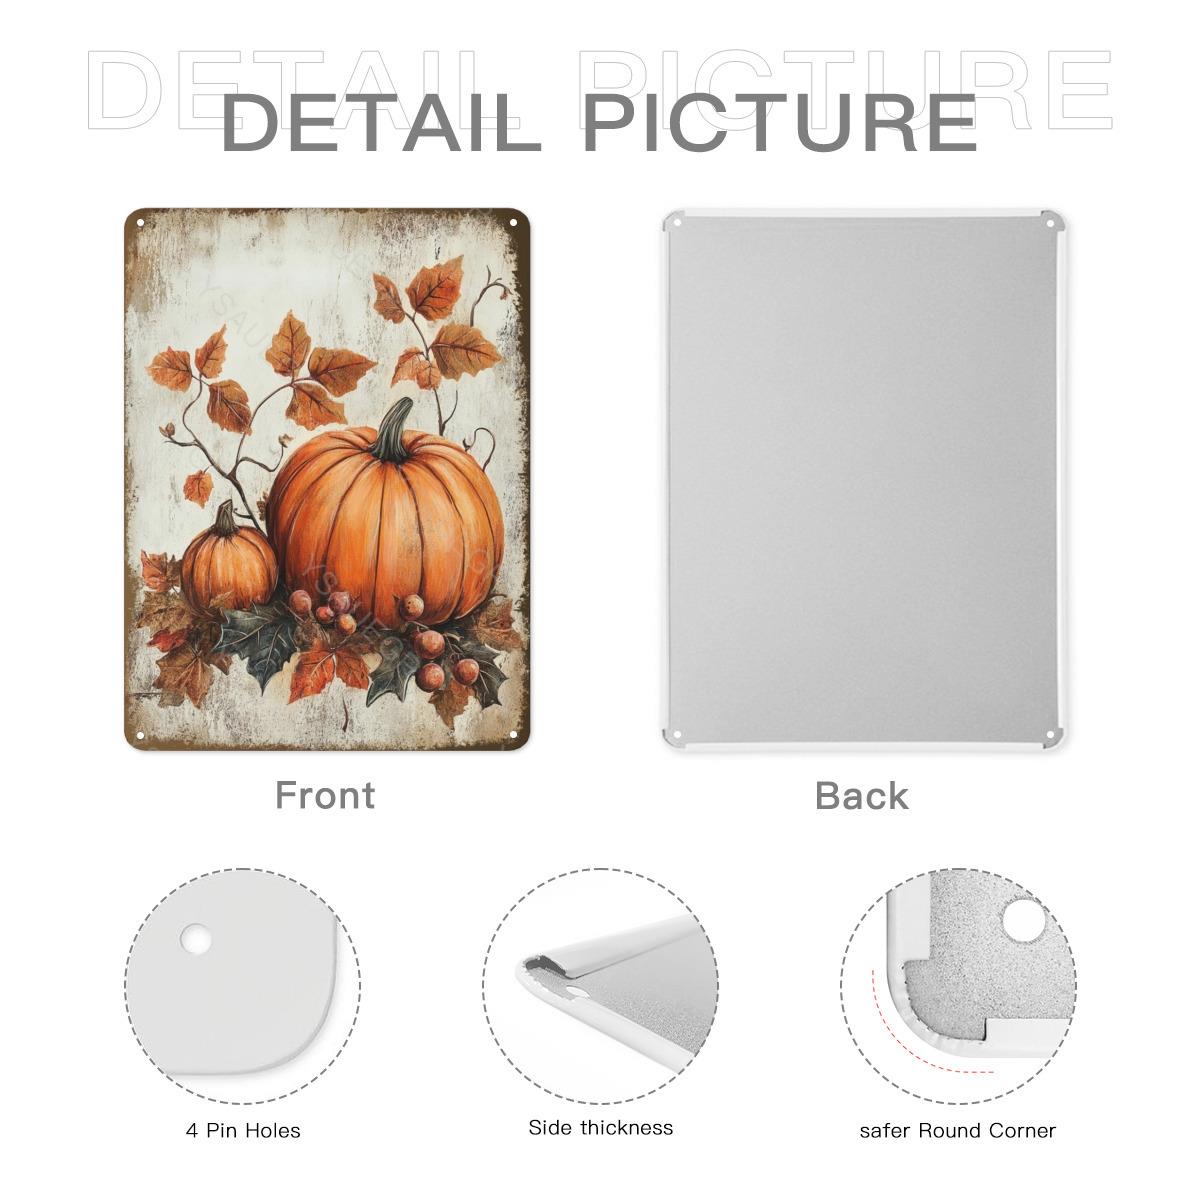 DETAIL PICTURE
DETAIL PICTURE
Front
Back
4 Pin Holes
Side thickness
safer Round Corner